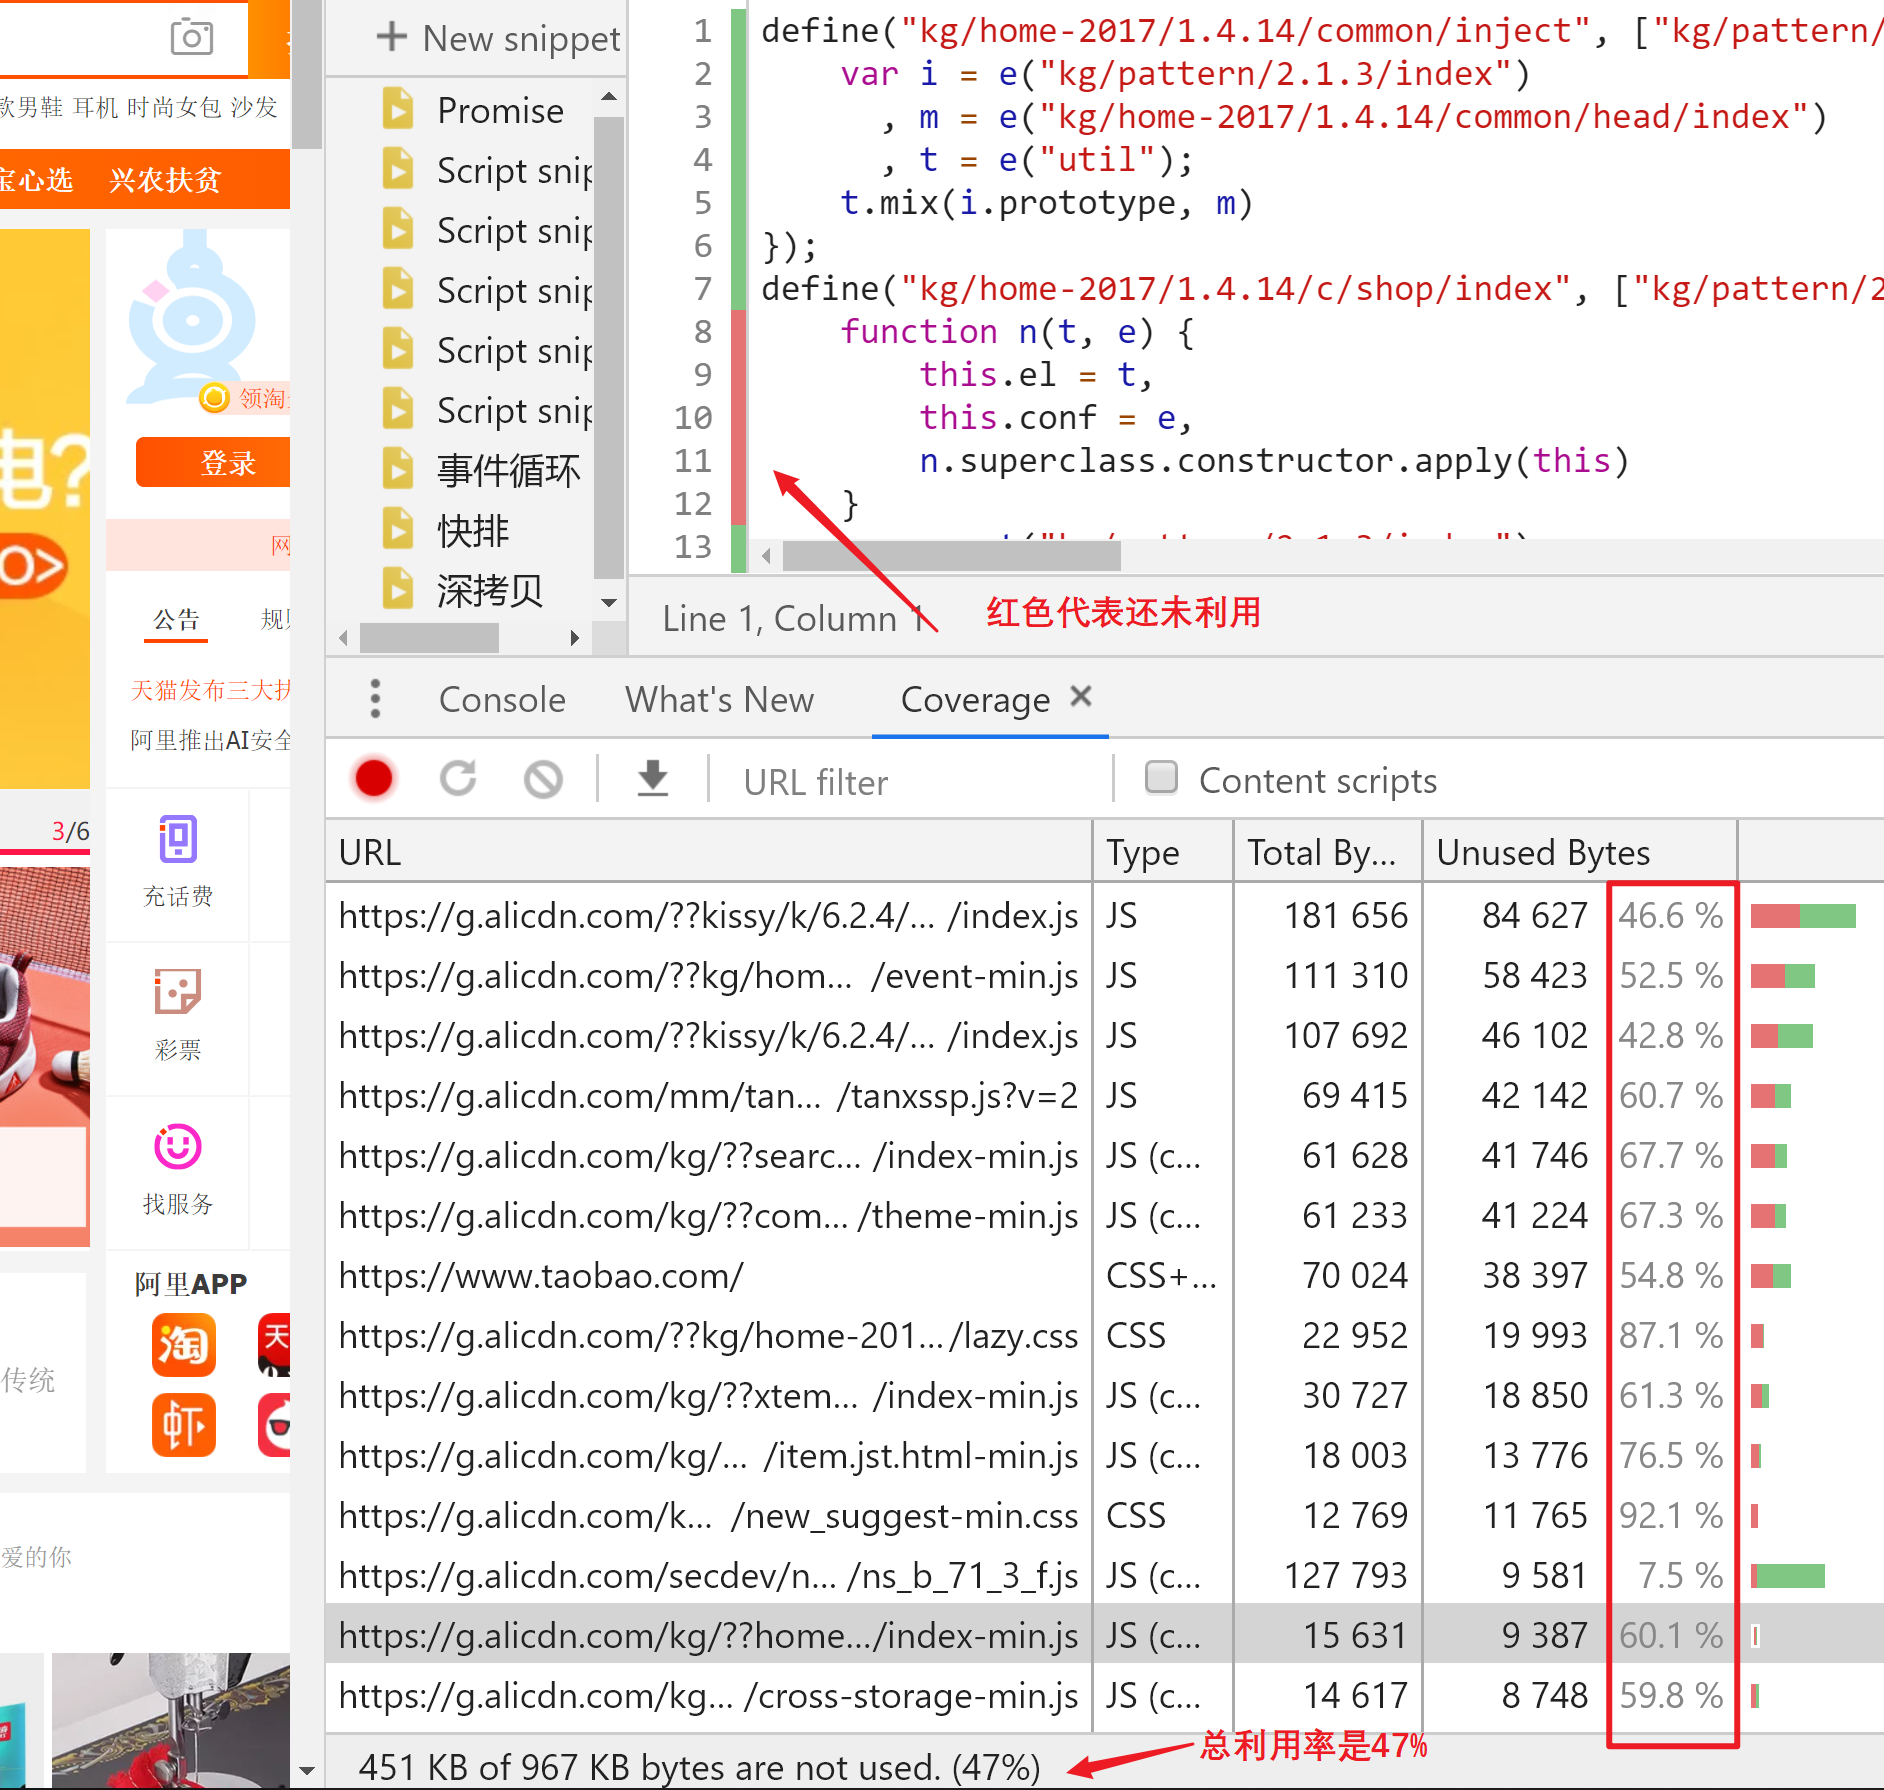 款男鞋 耳机 时尚女包 沙发
宝心选 兴农扶贫
领淘
登录
电?
O>
网
公告 规则
天猫发布三大扶
阿里推出AI安全
3/6
充话费
彩票
找服务
阿里APP
淘
天
虾
传统
爱的你
New snippet
Promise
Script snip
Script snip
Script snip
Script snip
Script snip
事件循环
快排
深拷贝
1 define("kg/home-2017/1.4.14/common/inject", ["kg/pattern/
2 var i = e("kg/pattern/2.1.3/index")
3 , m = e("kg/home-2017/1.4.14/common/head/index")
4 , t = e("util");
5 t.mix(i.prototype, m)
6 });
7 define("kg/home-2017/1.4.14/c/shop/index", ["kg/pattern/2
8 function n(t, e) {
9 this.el = t,
10 this.conf = e,
11 n.superclass.constructor.apply(this)
12 }
13
Line 1, Column 1
红色代表还未利用
Console What's New Coverage ×
URL filter Content scripts
URL Type Total By... Unused Bytes
https://g.alicdn.com/??kissy/k/6.2.4/... /index.js JS 181 656 84 627 46.6 %
https://g.alicdn.com/??kg/hom... /event-min.js JS 111 310 58 423 52.5 %
https://g.alicdn.com/??kissy/k/6.2.4/... /index.js JS 107 692 46 102 42.8 %
https://g.alicdn.com/mm/tan... /tanxssp.js?v=2 JS 69 415 42 142 60.7 %
https://g.alicdn.com/kg/??searc... /index-min.js JS (c... 61 628 41 746 67.7 %
https://g.alicdn.com/kg/??com... /theme-min.js JS (c... 61 233 41 224 67.3 %
https://www.taobao.com/ CSS+... 70 024 38 397 54.8 %
https://g.alicdn.com/??kg/home-201... /lazy.css CSS 22 952 19 993 87.1 %
https://g.alicdn.com/kg/??xtem... /index-min.js JS (c... 30 727 18 850 61.3 %
https://g.alicdn.com/kg/... /item.jst.html-min.js JS (c... 18 003 13 776 76.5 %
https://g.alicdn.com/k... /new_suggest-min.css CSS 12 769 11 765 92.1 %
https://g.alicdn.com/secdev/n... /ns_b_71_3_f.js JS (c... 127 793 9 581 7.5 %
https://g.alicdn.com/kg/??home.../index-min.js JS (c... 15 631 9 387 60.1 %
https://g.alicdn.com/kg... /cross-storage-min.js JS (c... 14 617 8 748 59.8 %
451 KB of 967 KB bytes are not used. (47%)
总利用率是47%